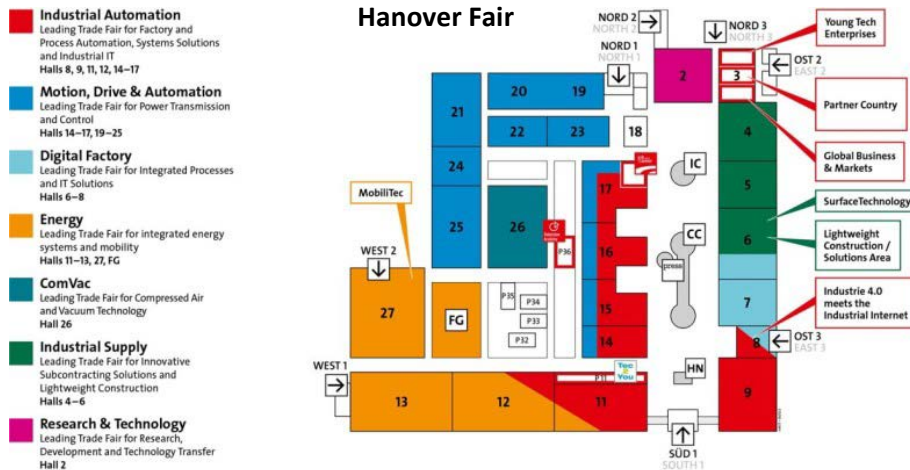 Hanover Fair
Industrial Automation
Leading Trade Fair for Factory and
Process Automation, Systems Solutions
and Industrial IT
Halls 8, 9, 11, 12, 14–17
Motion, Drive & Automation
Leading Trade Fair for Power Transmission
and Control
Halls 14–17, 19–25
Digital Factory
Leading Trade Fair for Integrated Processes
and IT Solutions
Halls 6–8
Energy
Leading Trade Fair for integrated energy
systems and mobility
Halls 11–13, 27, FG
ComVac
Leading Trade Fair for Compressed Air
and Vacuum Technology
Hall 26
Industrial Supply
Leading Trade Fair for Innovative
Subcontracting Solutions and
Lightweight Construction
Halls 4–6
Research & Technology
Leading Trade Fair for Research,
Development and Technology Transfer
Hall 2
NORD 2
NORTH 2
NORD 3
NORTH 3
Young Tech
Enterprises
NORD 1
NORTH 1
OST 2
EAST 2
2
3
Partner Country
20
19
21
4
22
23
18
Global Business
& Markets
24
IC
17
5
MobiliTec
SurfaceTechnology
25
26
CC
6
Lightweight
Construction /
Solutions Area
P36
16
WEST 2
press
P35
P34
27
FG
15
7
Industrie 4.0
meets the
Industrial Internet
P33
P32
14
8
OST 3
EAST 3
WEST 1
Tec
2
You
P11
HN
13
12
11
9
SÜD 1
SOUTH 1